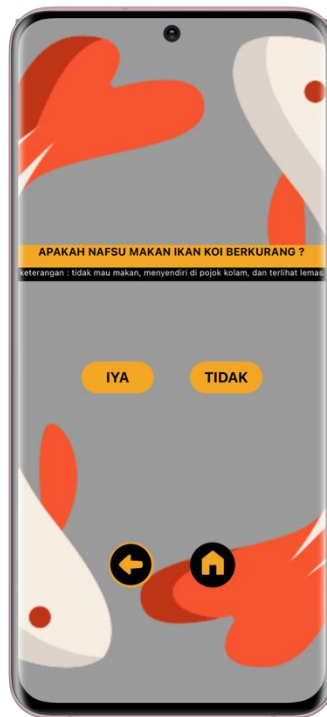 APAKAH NAFSU MAKAN IKAN KOI BERKURANG ?
keterangan : tidak mau makan, menyendiri di pojok kolam, dan terlihat lemas
IYA
TIDAK